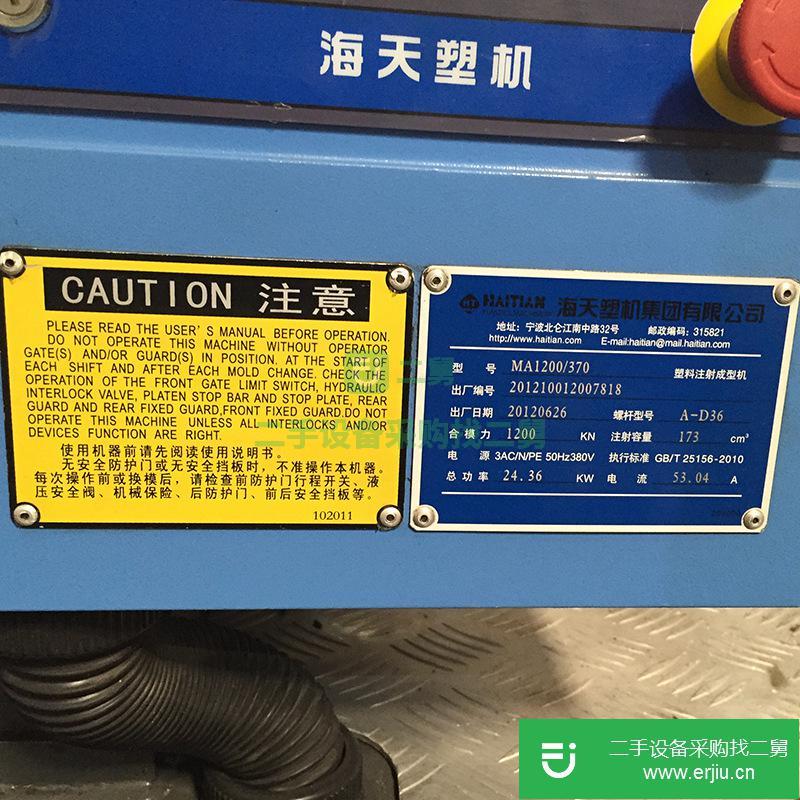 海天塑机
CAUTION 注意
PLEASE READ THE USER'S MANUAL BEFORE OPERATION.
DO NOT OPERATE THIS MACHINE WITHOUT OPERATOR
GATE(S) AND/OR GUARD(S) IN POSITION. AT THE START OF
EACH SHIFT AND AFTER EACH MOLD CHANGE. CHECK THE
OPERATION OF THE FRONT GATE LIMIT SWITCH, HYDRAULIC
INTERLOCK VALVE, PLATEN STOP BAR AND STOP PLATE, REAR
GUARD AND REAR FIXED GUARD,FRONT FIXED GUARD.DO NOT
OPERATE THIS MACHINE UNLESS ALL INTERLOCKS AND/OR
DEVICES FUNCTION ARE RIGHT.
使用机器前请先阅读使用说明书。
无安全防护门或无安全挡板时,不准操作本机器。
每次操作前或换模后,请检查前防护门行程开关、液
压安全阀、机械保险、后防护门、前后安全挡板等。
102011
HAITIAN 海天塑机集团有限公司
地址: 宁波北仑江南中路32号 邮政编码: 315821
http://www.haitian.com E-mail:haitian@mail.haitian.com
型号 MA1200/370 塑料注射成型机
出厂编号 201210012007818
出厂日期 20120626 螺杆型号 A-D36
合模力 1200 KN 注射容量 173 cm³
电源 3AC/N/PE 50Hz380V 执行标准 GB/T 25156-2010
总功率 24.36 KW 电流 53.04 A
二舅
二手设备采购找二舅
二手设备采购找二舅
www.erjiu.cn